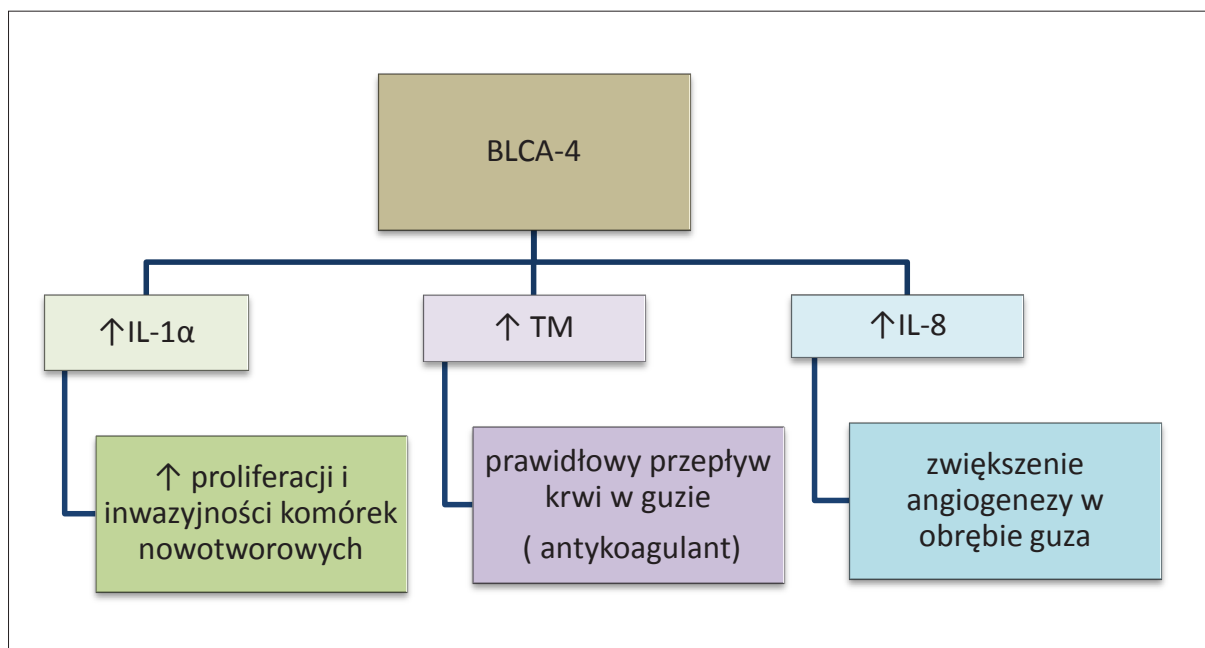 BLCA-4
↑IL-1α
↑ TM
↑IL-8
↑ proliferacji i
inwazyjności komórek
nowotworowych
prawidłowy przepływ
krwi w guzie
( antykoagulant)
zwiększenie
angiogenezy w
obrębie guza